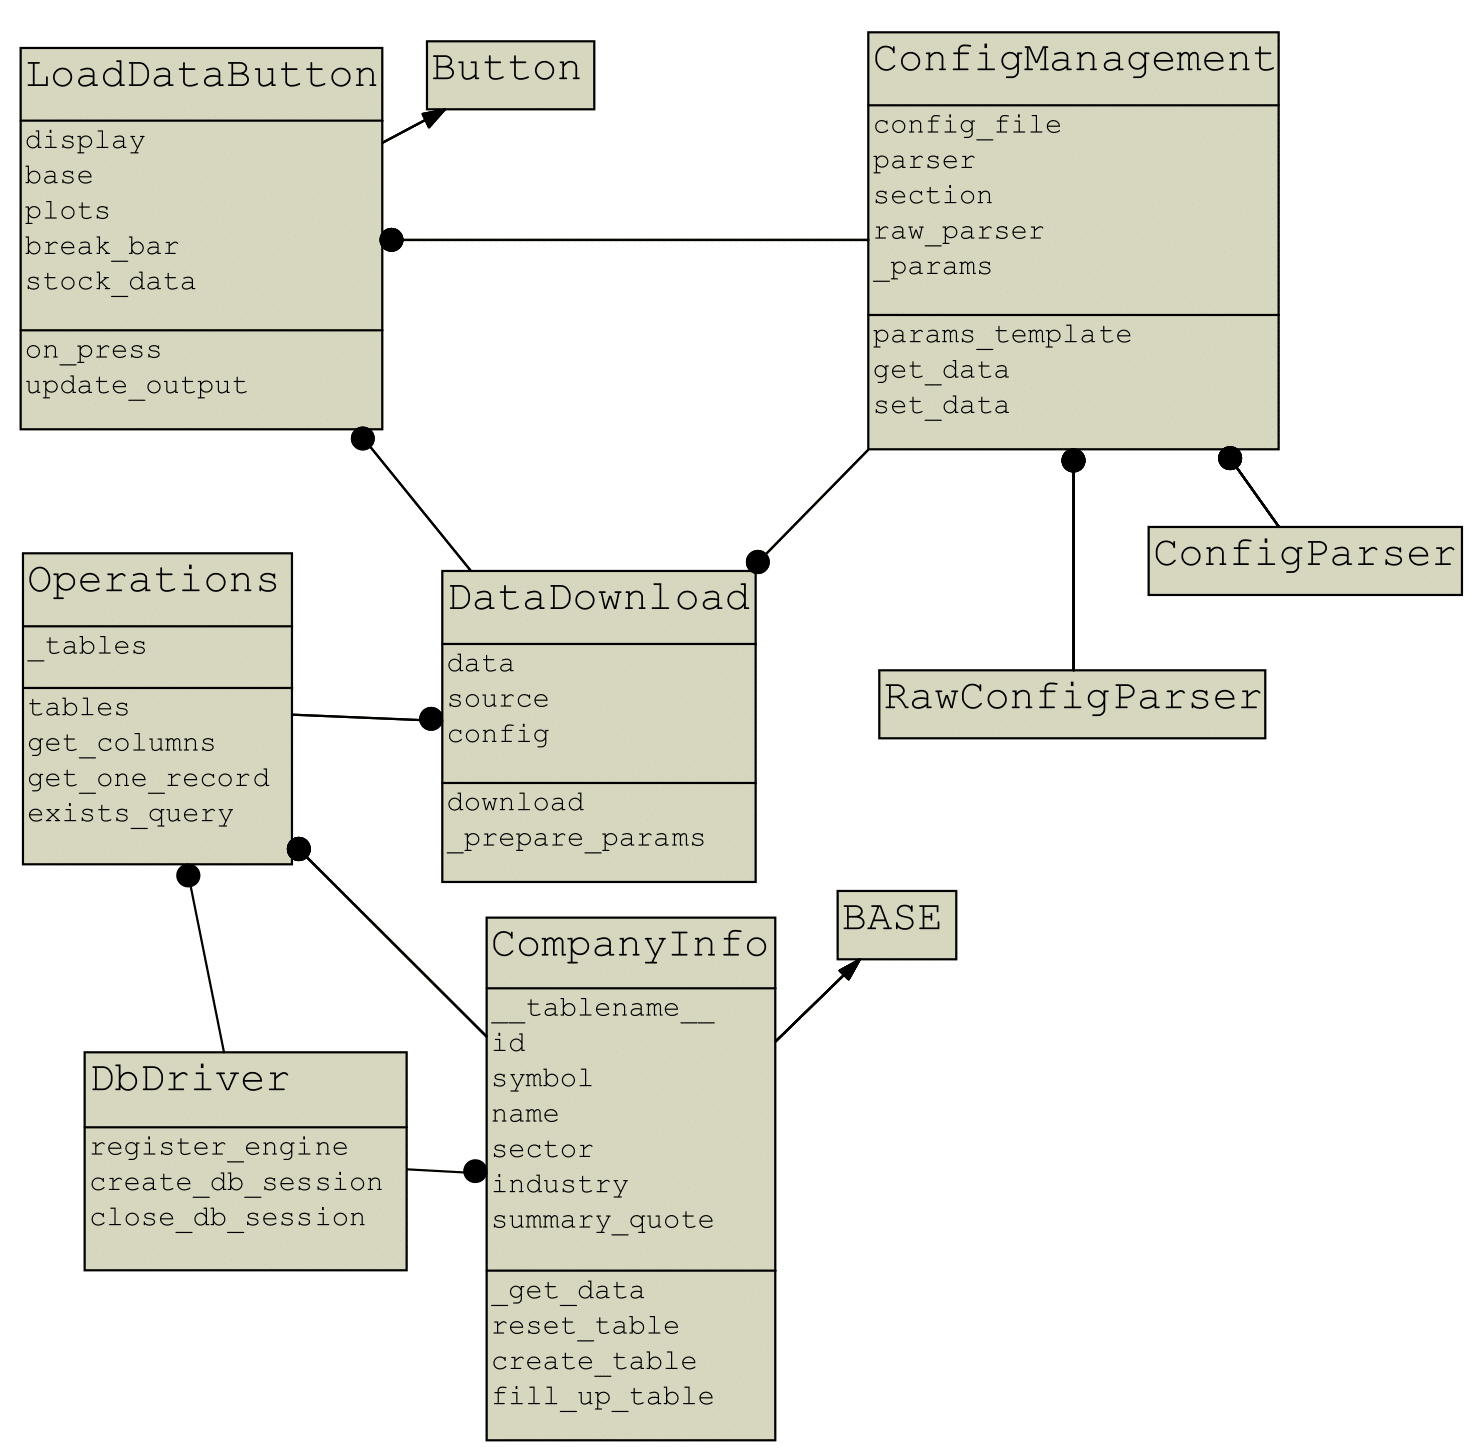 LoadDataButton
display
base
plots
break_bar
stock_data
on_press
update_output
Button
ConfigManagement
config_file
parser
section
raw_parser
_params
params_template
get_data
set_data
ConfigParser
RawConfigParser
Operations
_tables
tables
get_columns
get_one_record
exists_query
DataDownload
data
source
config
download
_prepare_params
BASE
CompanyInfo
__tablename__
id
symbol
name
sector
industry
summary_quote
_get_data
reset_table
create_table
fill_up_table
DbDriver
register_engine
create_db_session
close_db_session